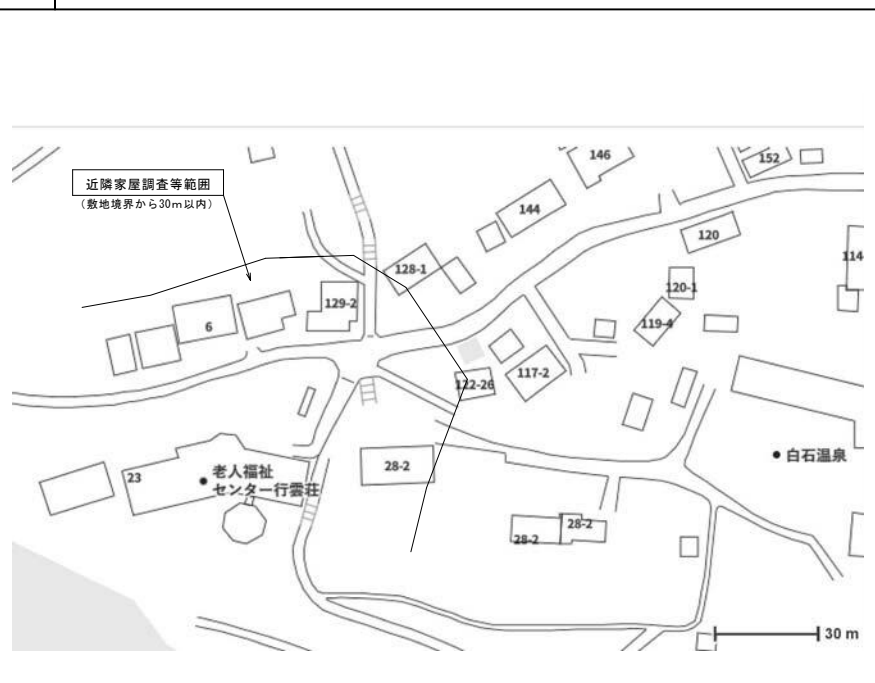 146
152
近隣家屋調査等範囲
(敷地境界から30m以内)
144
120
114
128-1
120-1
129-2
6
119-4
117-2
122-26
白石温泉
28-2
老人福祉
23
センター行雲荘
28-2
28-2
30 m